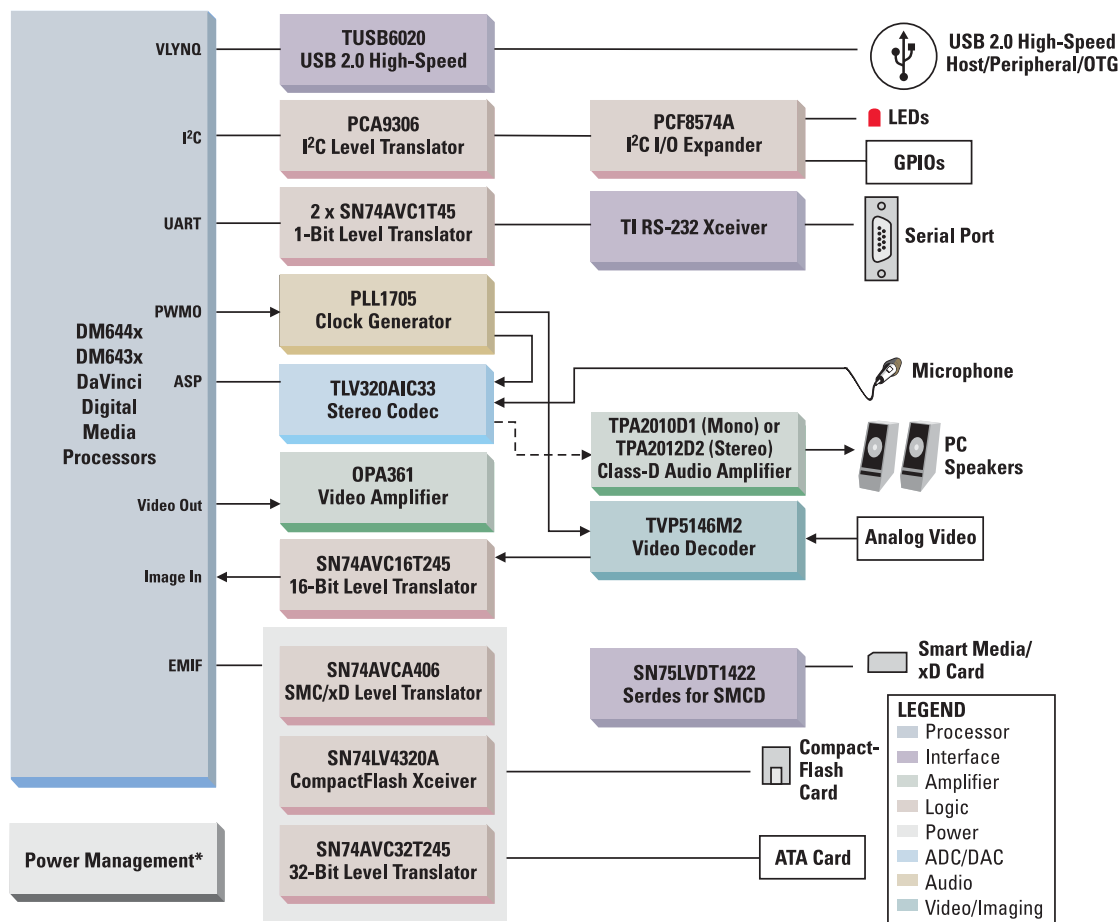 VLYNQ
TUSB6020
USB 2.0 High-Speed
USB 2.0 High-Speed
Host/Peripheral/OTG
I²C
PCA9306
I²C Level Translator
PCF8574A
I²C I/O Expander
LEDs
GPIOs
UART
2 x SN74AVC1T45
1-Bit Level Translator
TI RS-232 Xceiver
Serial Port
PWMO
PLL1705
Clock Generator
DM644x
DM643x
DaVinci
Digital
Media
Processors
ASP
TLV320AIC33
Stereo Codec
Microphone
TPA2010D1 (Mono) or
TPA2012D2 (Stereo)
Class-D Audio Amplifier
PC
Speakers
Video Out
OPA361
Video Amplifier
TVP5146M2
Video Decoder
Analog Video
Image In
SN74AVC16T245
16-Bit Level Translator
EMIF
SN74AVCA406
SMC/xD Level Translator
SN75LVDT1422
Serdes for SMCD
Smart Media/
xD Card
SN74LV4320A
CompactFlash Xceiver
Compact-
Flash
Card
Power Management*
SN74AVC32T245
32-Bit Level Translator
ATA Card
LEGEND
Processor
Interface
Amplifier
Logic
Power
ADC/DAC
Audio
Video/Imaging